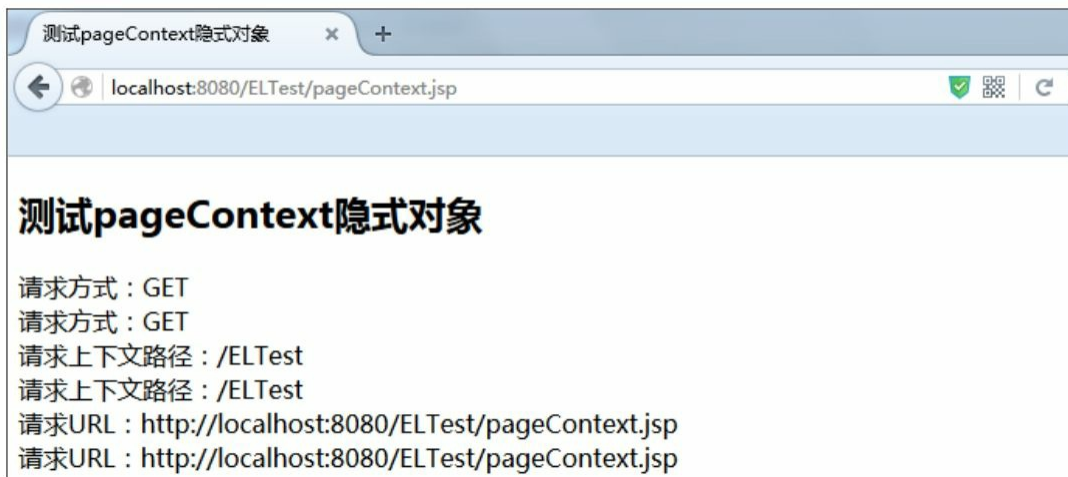 测试pageContext隐式对象
localhost:8080/ELTest/pageContext.jsp
测试pageContext隐式对象
请求方式：GET
请求方式：GET
请求上下文路径：/ELTest
请求上下文路径：/ELTest
请求URL：http://localhost:8080/ELTest/pageContext.jsp
请求URL：http://localhost:8080/ELTest/pageContext.jsp